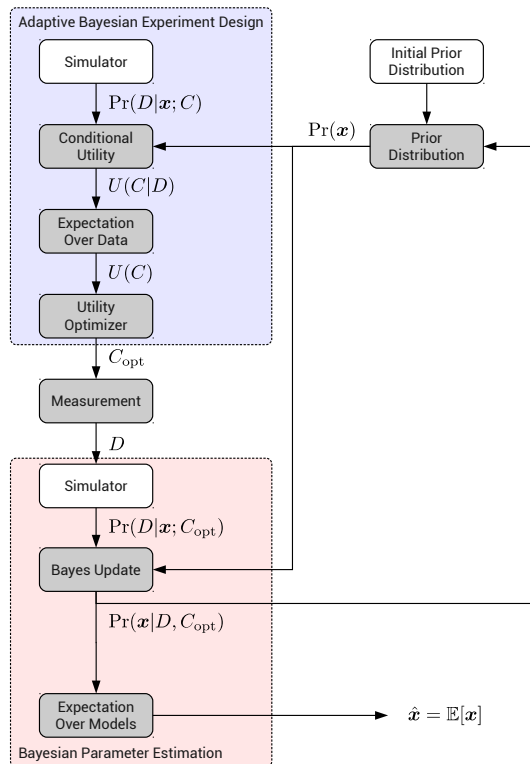 Adaptive Bayesian Experiment Design
Simulator
Pr(D|x; C)
Conditional
Utility
U(C|D)
Expectation
Over Data
U(C)
Utility
Optimizer
C_opt
Initial Prior
Distribution
Pr(x)
Prior
Distribution
Measurement
D
Simulator
Pr(D|x; C_opt)
Bayes Update
Pr(x|D, C_opt)
Expectation
Over Models
x̂ = 𝔼[x]
Bayesian Parameter Estimation